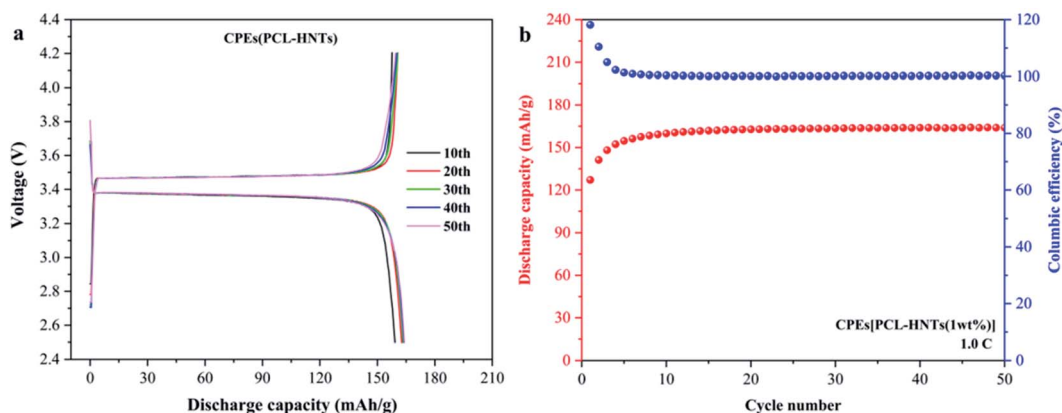 a
CPEs(PCL-HNTs)
4.4
4.2
4.0
3.8
3.6
3.4
3.2
3.0
2.8
2.6
2.4
Voltage (V)
10th
20th
30th
40th
50th
0 30 60 90 120 150 180 210
Discharge capacity (mAh/g)
b
240
210
180
150
120
90
60
30
0
Discharge capacity (mAh/g)
120
100
80
60
40
20
0
Columbic efficiency (%)
CPEs[PCL-HNTs(1wt%)]
1.0 C
0 10 20 30 40 50
Cycle number